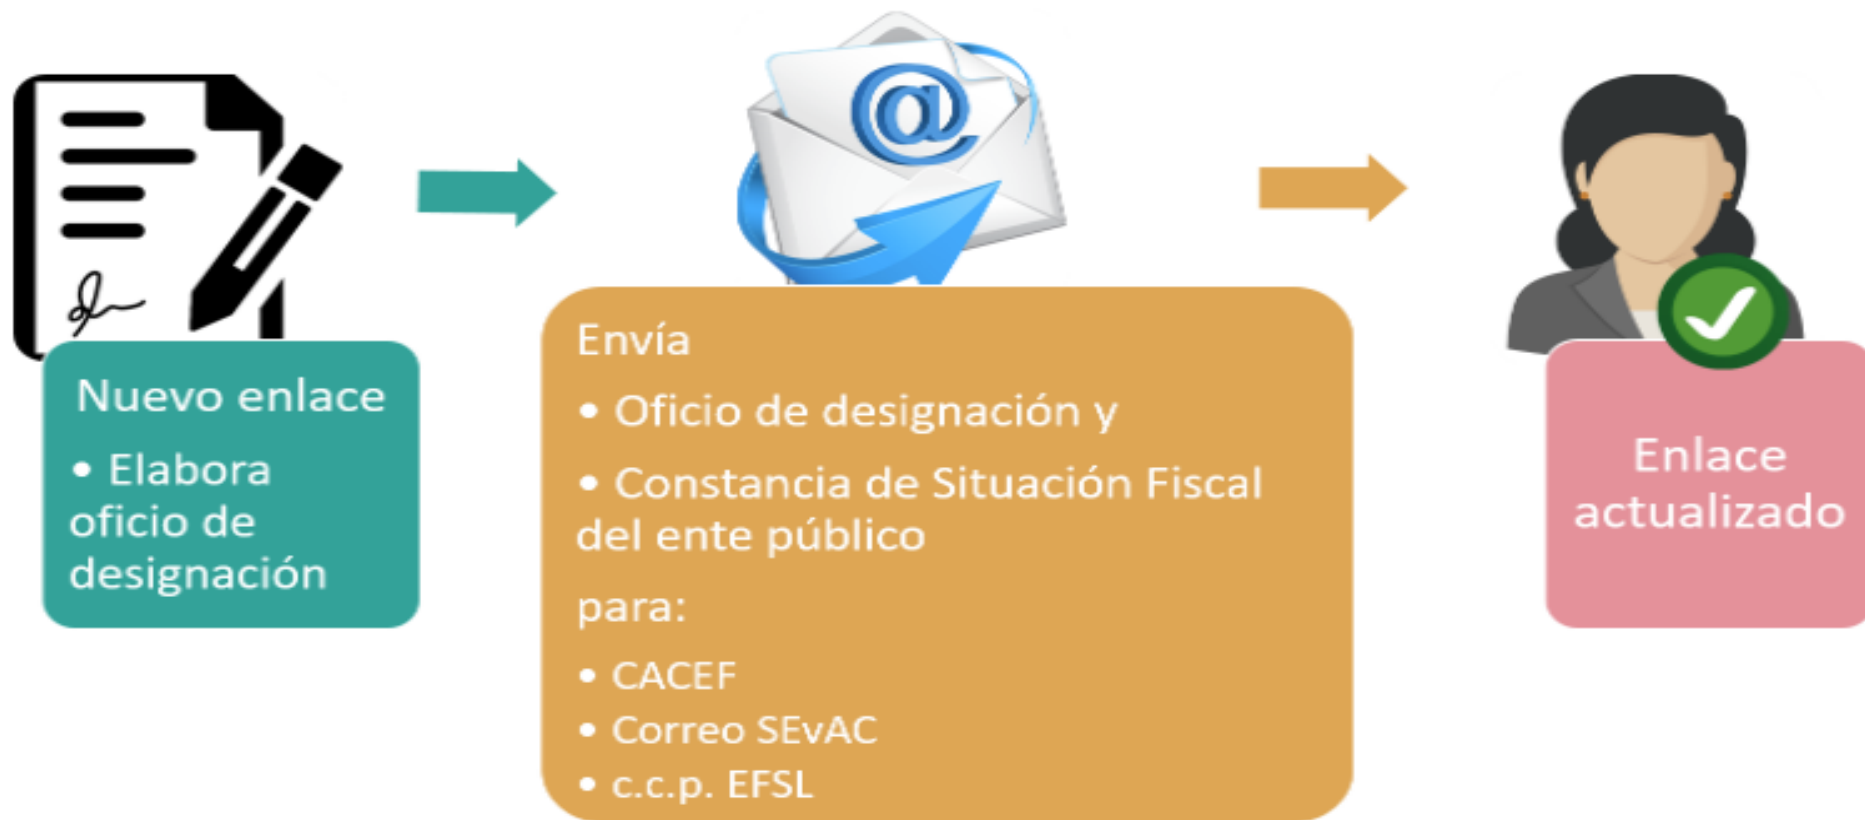 @
Nuevo enlace
• Elabora
oficio de
designación
Envía
• Oficio de designación y
• Constancia de Situación Fiscal
del ente público
para:
• CACEF
• Correo SEvAC
• c.c.p. EFSL
Enlace
actualizado